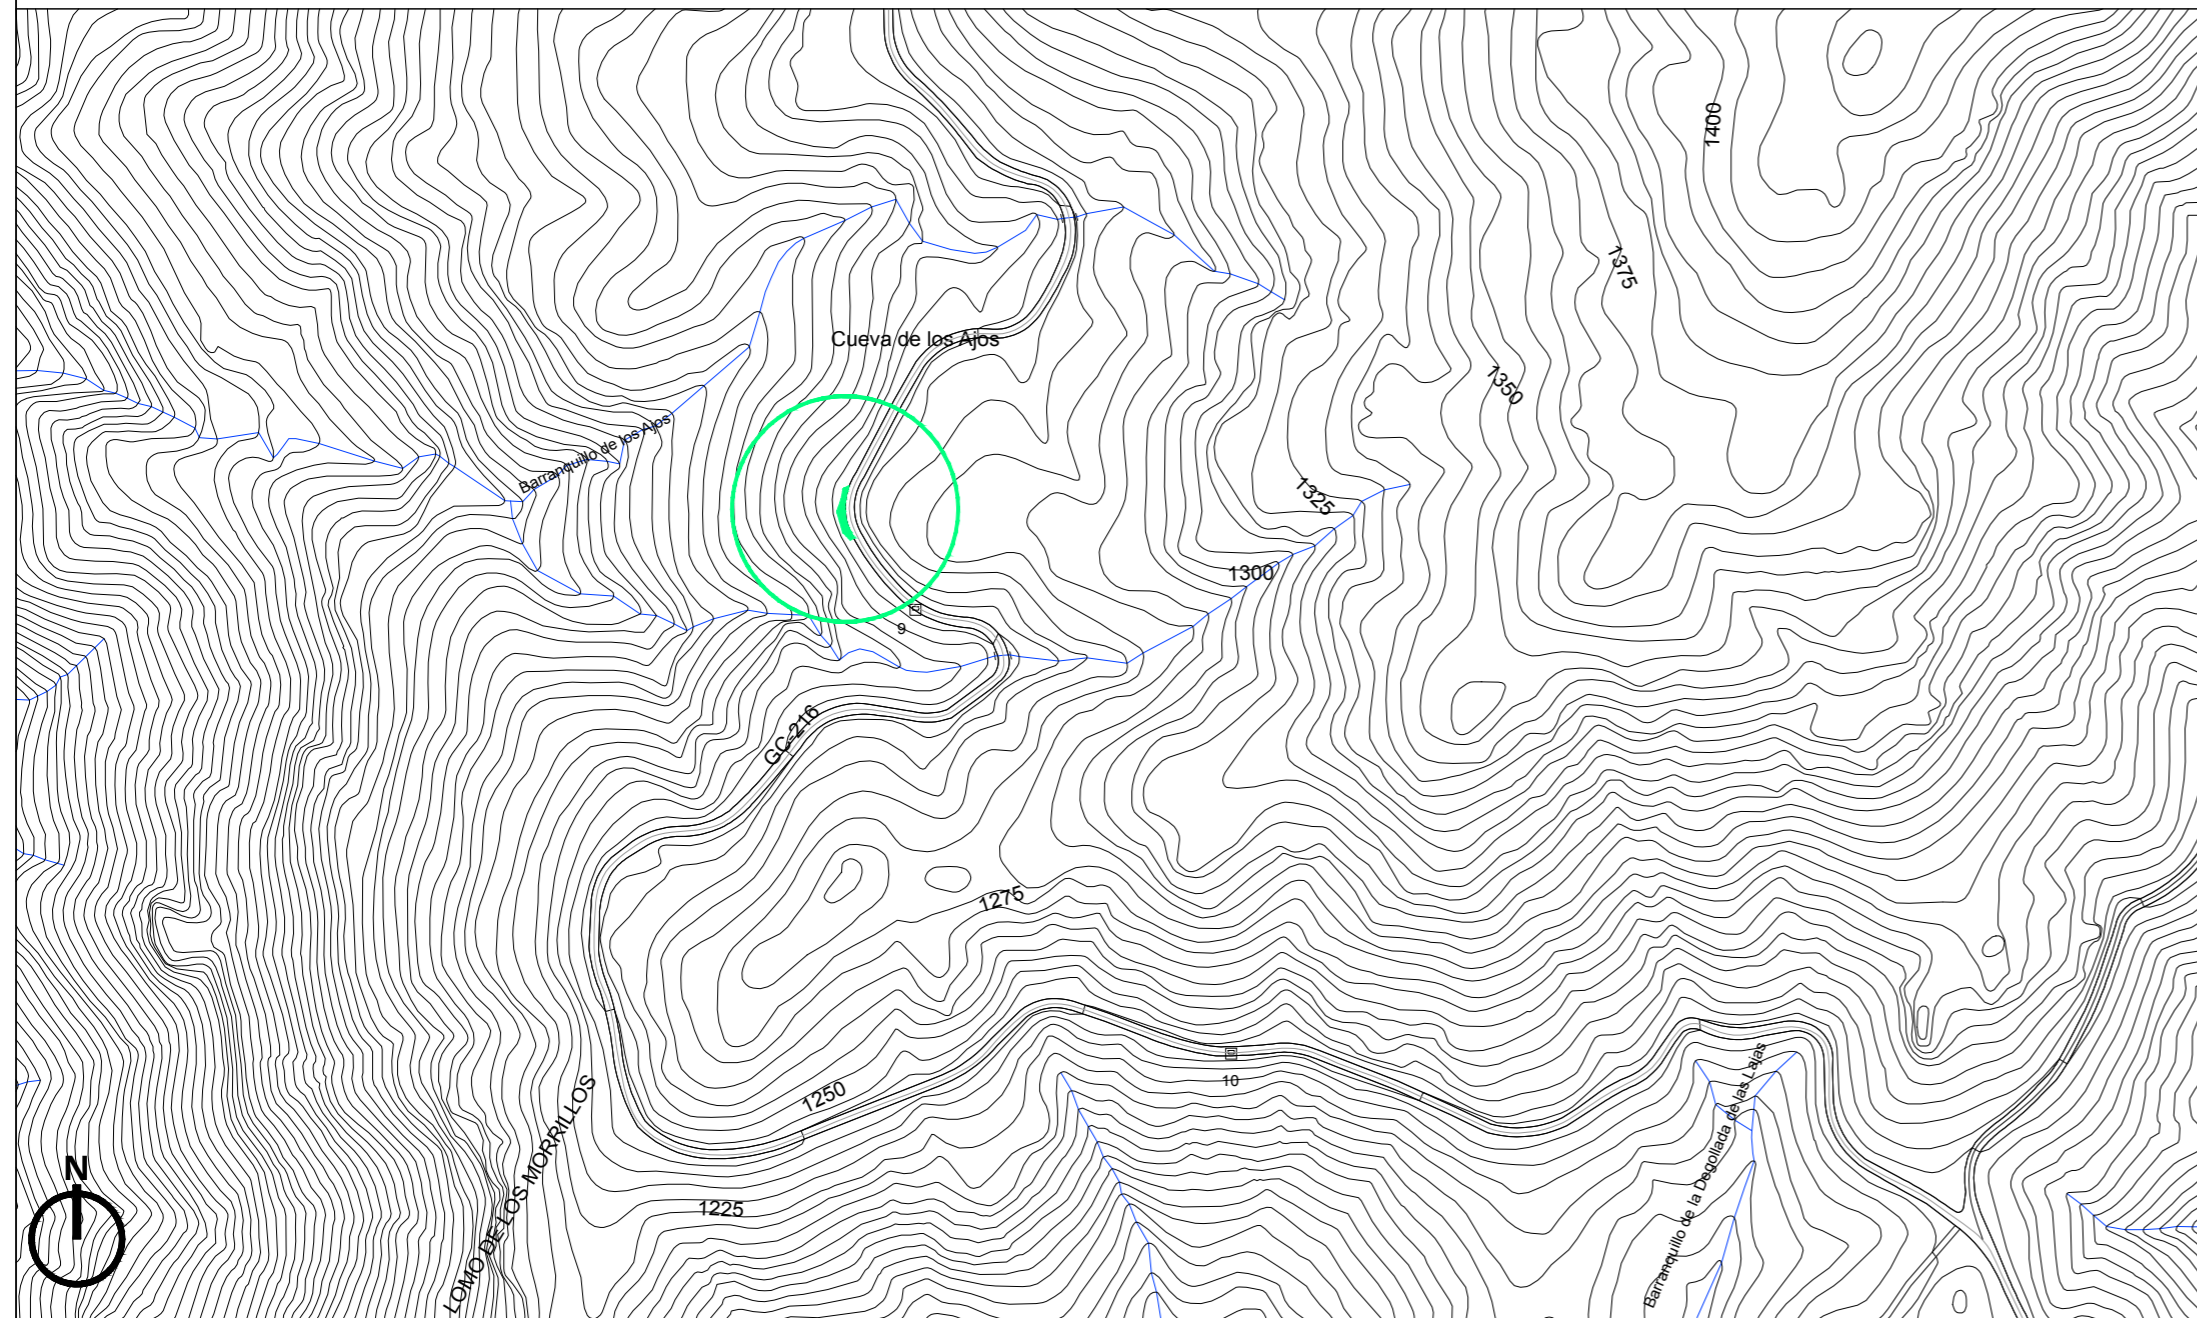 1400
1375
Cueva de los Ajos
1350
Barranquillo de los Ajos
1325
1300
9
GC-216
1275
10
1250
Barranquillo de la Degollada de las Lajas
LOMO DE LOS MORRILLOS
N
1225